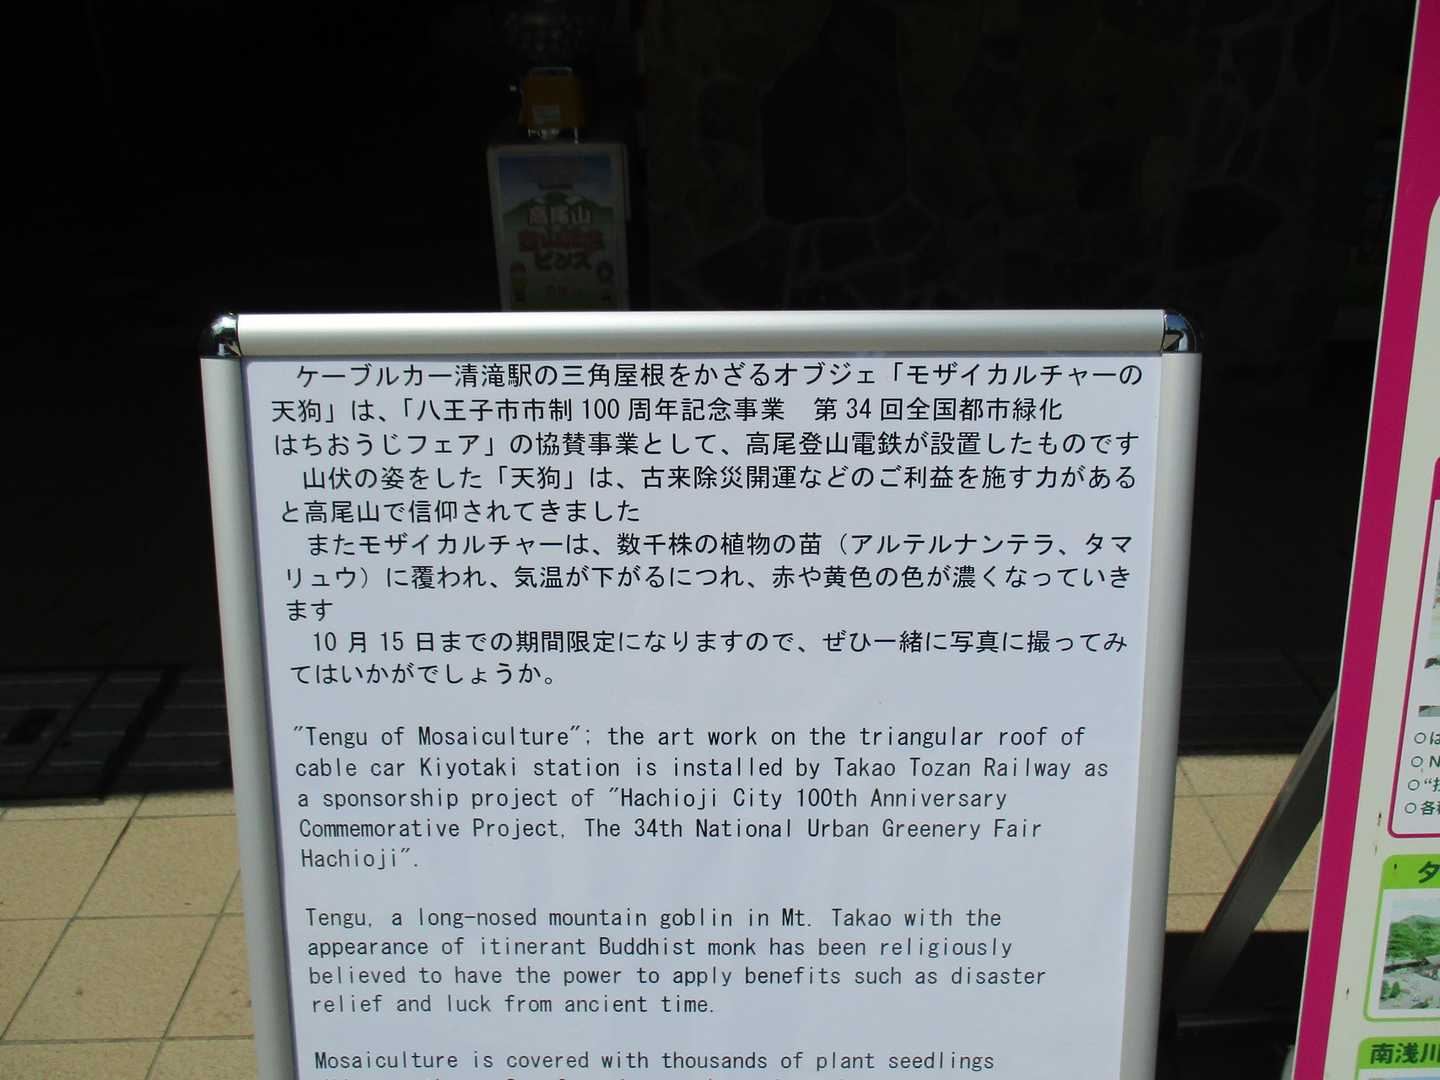 高尾山
ピンズ
ケーブルカー清滝駅の三角屋根をかざるオブジェ「モザイカルチャーの
天狗」は、「八王子市市制100周年記念事業　第34回全国都市緑化
はちおうじフェア」の協賛事業として、高尾登山電鉄が設置したものです
山伏の姿をした「天狗」は、古来除災開運などのご利益を施す力がある
と高尾山で信仰されてきました
またモザイカルチャーは、数千株の植物の苗（アルテルナンテラ、タマ
リュウ）に覆われ、気温が下がるにつれ、赤や黄色の色が濃くなっていき
ます
10月15日までの期間限定になりますので、ぜひ一緒に写真に撮ってみ
てはいかがでしょうか。
"Tengu of Mosaiculture"; the art work on the triangular roof of
cable car Kiyotaki station is installed by Takao Tozan Railway as
a sponsorship project of "Hachioji City 100th Anniversary
Commemorative Project, The 34th National Urban Greenery Fair
Hachioji".
Tengu, a long-nosed mountain goblin in Mt. Takao with the
appearance of itinerant Buddhist monk has been religiously
believed to have the power to apply benefits such as disaster
relief and luck from ancient time.
Mosaiculture is covered with thousands of plant seedlings
○は
○N
○各
タ
南浅川